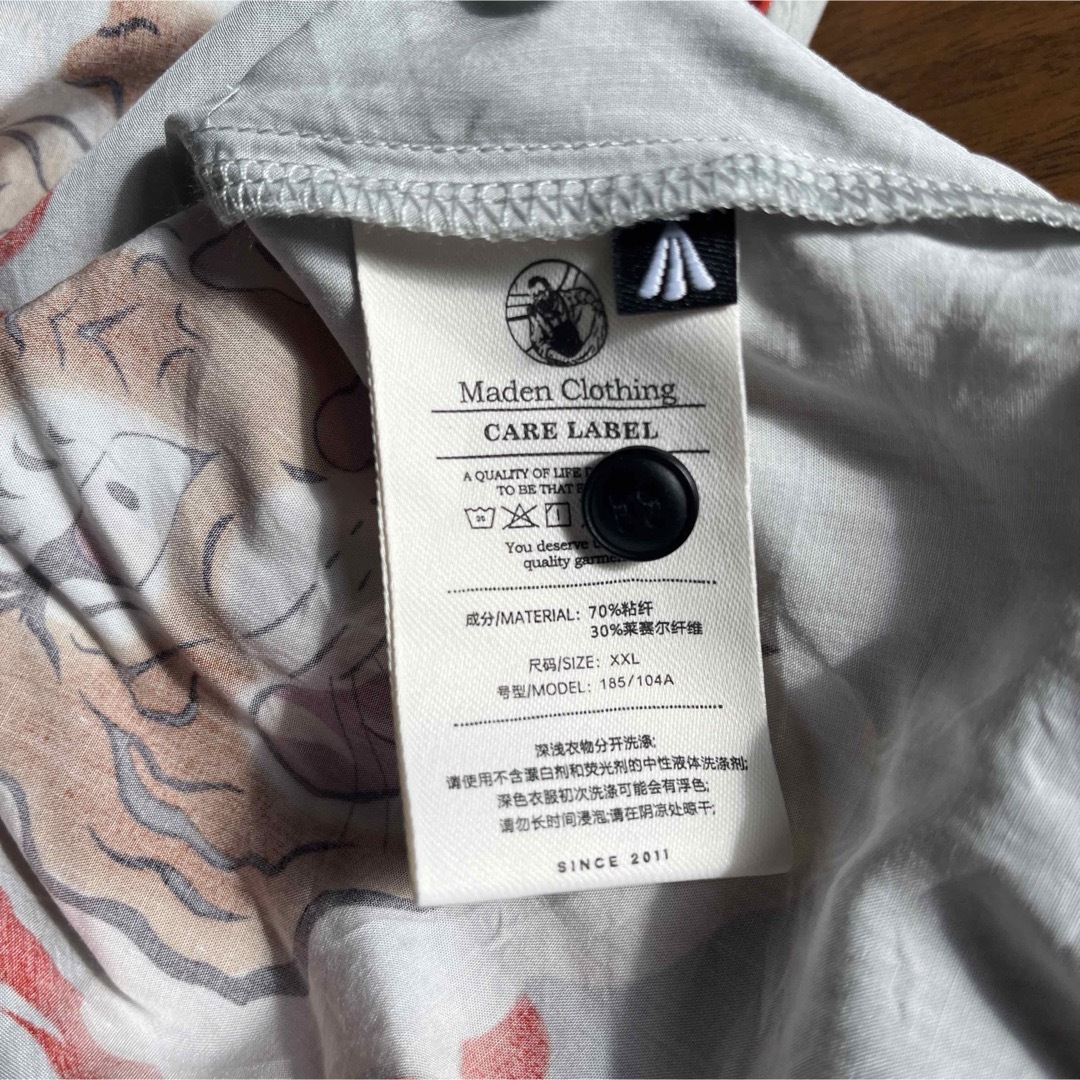 Maden Clothing
CARE LABEL
A QUALITY OF LIFE
TO BE THAT
30
You deserve
quality
成分/MATERIAL: 70%粘纤
30%莱赛尔纤维
尺码/SIZE: XXL
号型/MODEL: 185/104A
深浅衣物分开洗涤;
请使用不含漂白剂和荧光剂的中性液体洗涤剂;
深色衣服初次洗涤可能会有浮色;
请勿长时间浸泡;请在阴凉处晾干;
SINCE 2011